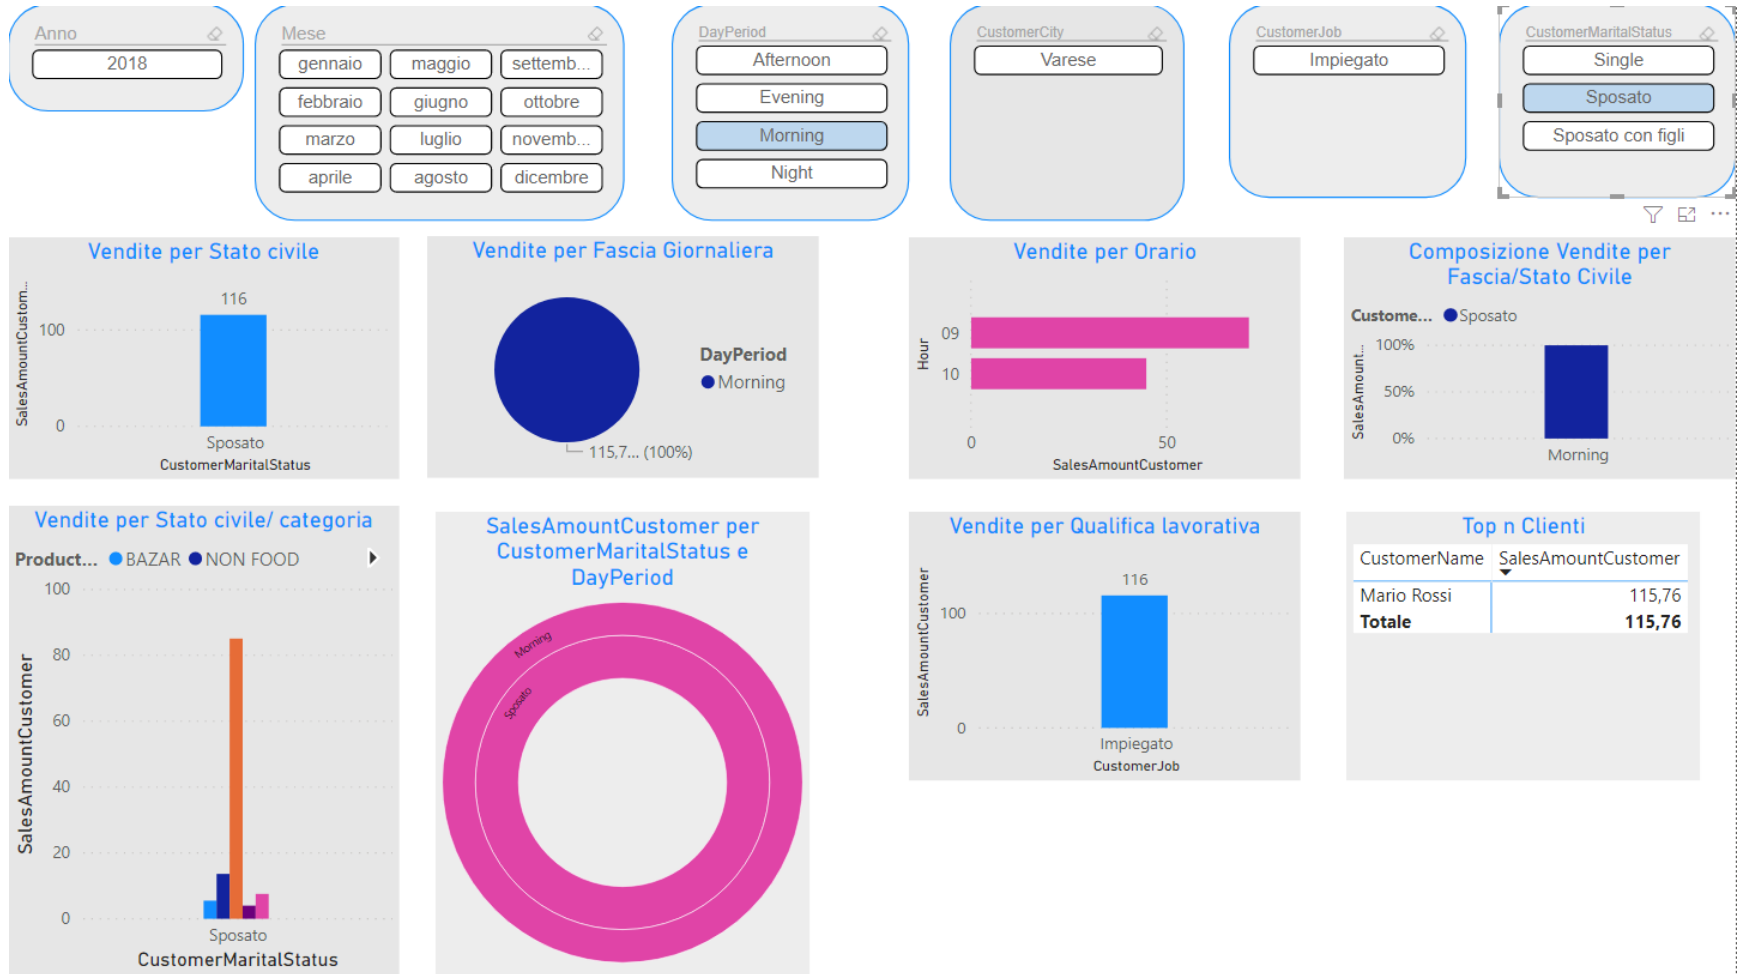 Anno
2018
Mese
gennaio maggio settemb...
febbraio giugno ottobre
marzo luglio novemb...
aprile agosto dicembre
DayPeriod
Afternoon
Evening
Morning
Night
CustomerCity
Varese
CustomerJob
Impiegato
CustomerMaritalStatus
Single
Sposato
Sposato con figli
Vendite per Stato civile
SalesAmountCustom...
116
100
0
Sposato
CustomerMaritalStatus
Vendite per Fascia Giornaliera
DayPeriod
Morning
115,7... (100%)
Vendite per Orario
Hour
09
10
0 50
SalesAmountCustomer
Composizione Vendite per
Fascia/Stato Civile
Custome... Sposato
SalesAmount...
100%
50%
0%
Morning
Vendite per Stato civile/ categoria
Product... BAZAR NON FOOD
SalesAmountCustomer
100
80
60
40
20
0
Sposato
CustomerMaritalStatus
SalesAmountCustomer per
CustomerMaritalStatus e
DayPeriod
Morning
Sposato
Vendite per Qualifica lavorativa
SalesAmountCustomer
116
100
0
Impiegato
CustomerJob
Top n Clienti
CustomerName SalesAmountCustomer
Mario Rossi 115,76
Totale 115,76